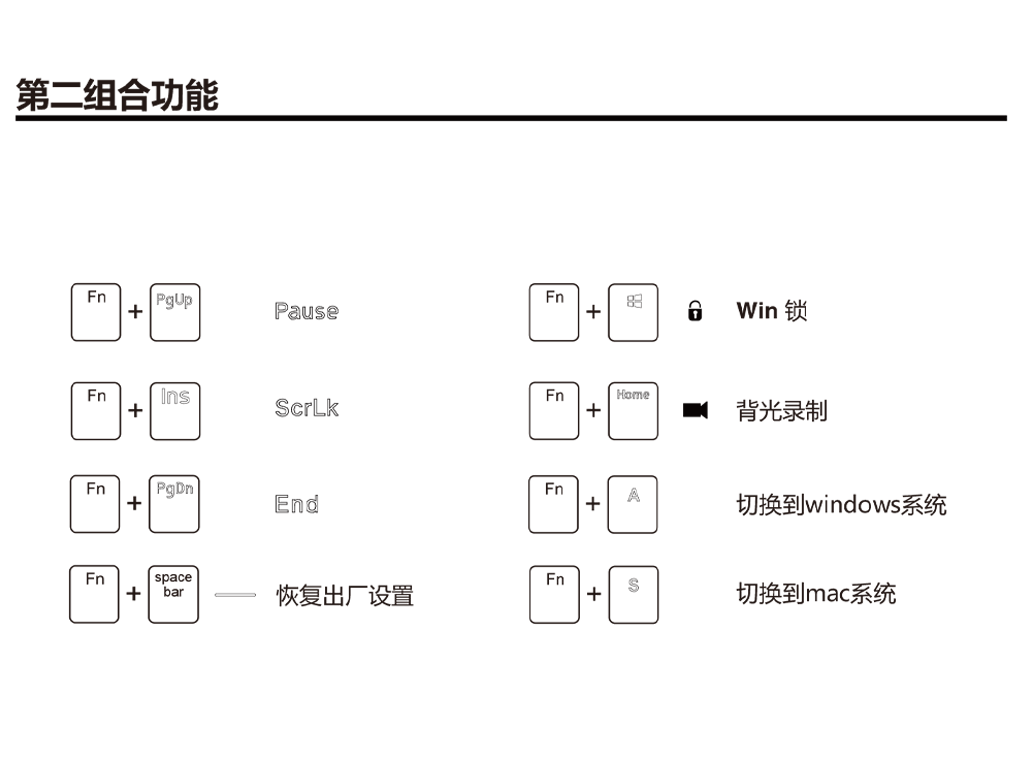 第二组合功能
Fn + PgUp Pause
Fn + Win 锁
Fn + Ins ScrLk
Fn + Home 背光录制
Fn + PgDn End
Fn + A 切换到windows系统
Fn + space bar 恢复出厂设置
Fn + S 切换到mac系统